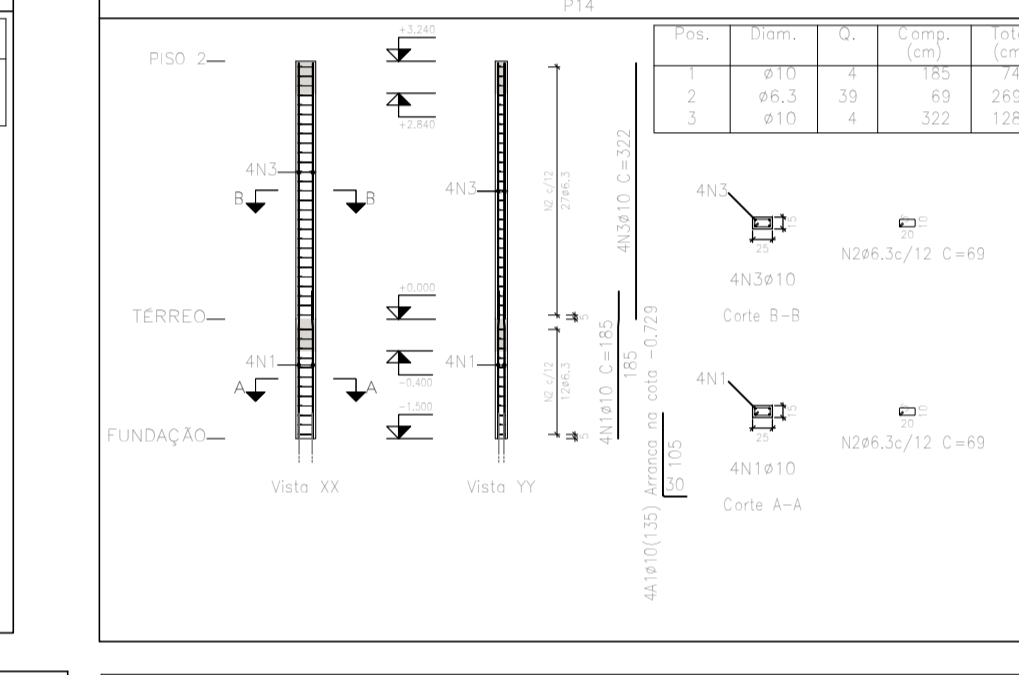 P14
Pos. Diam. Q. Comp. (cm)
1 ø10 4 185
2 ø6.3 39 69
3 ø10 4 322
PISO 2
+3.240
+2.840
4N3
B B
TÉRREO
+0.000
4N1
-0.400
A A
-1.500
FUNDAÇÃO
Vista XX
4N3
4N1
Vista YY
N2 c/12
27ø6.3
5
N2 c/12
12ø6.3
5
4N3ø10 C=322
4N1ø10 C=185
185
4A1ø10(135) Arranca na cota -0.729
105
30
4N3
15
25
4N3ø10
Corte B-B
10
20
N2ø6.3c/12 C=69
4N1
15
25
4N1ø10
Corte A-A
10
20
N2ø6.3c/12 C=69